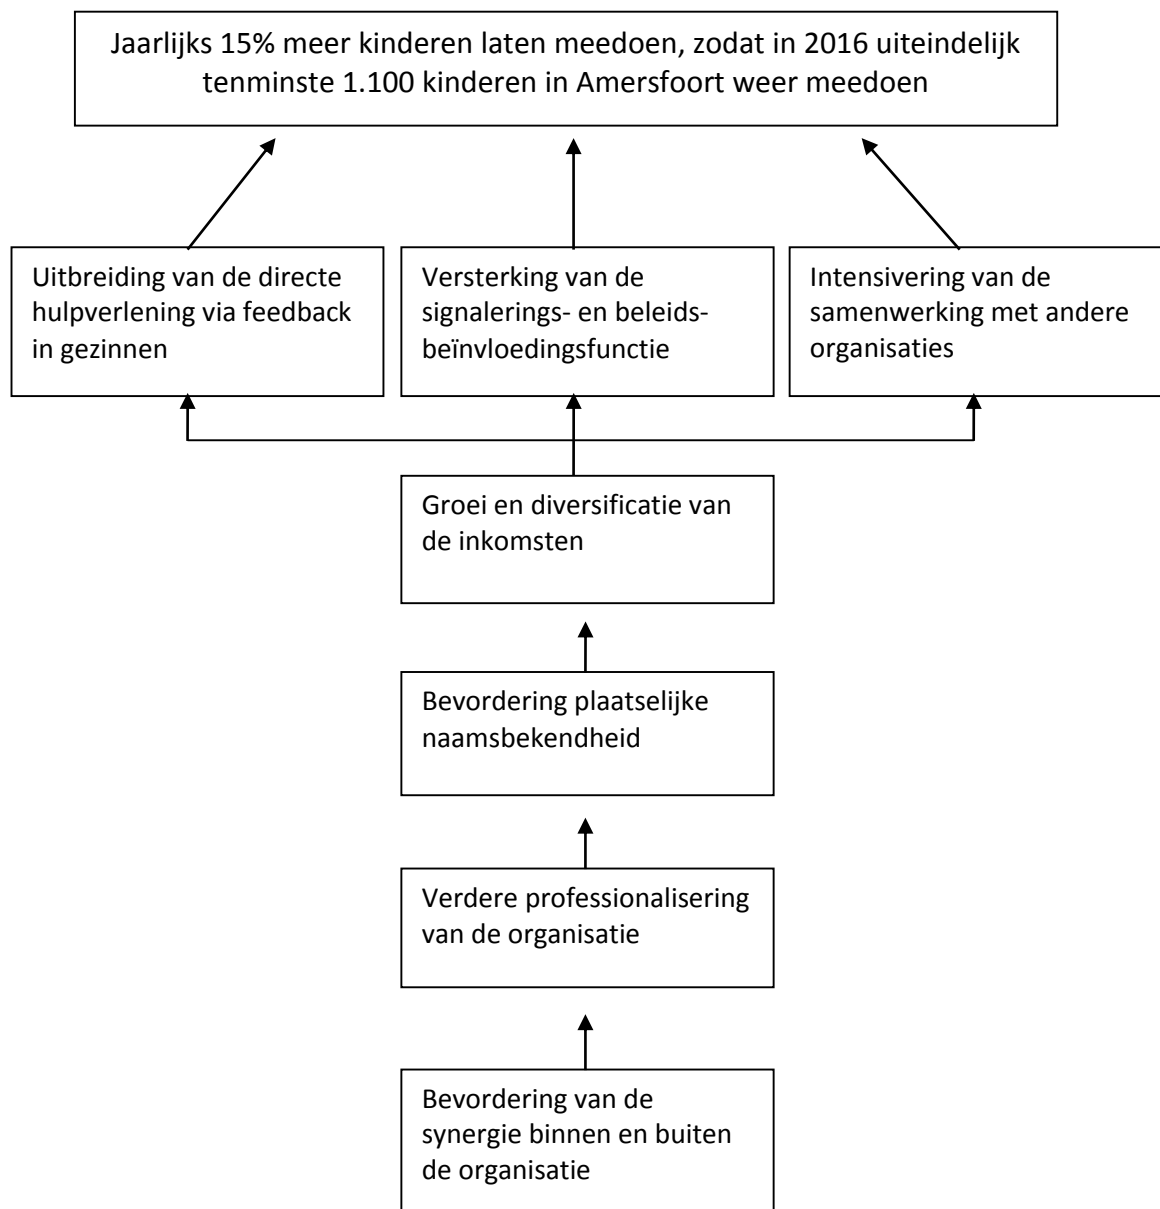 Jaarlijks 15% meer kinderen laten meedoen, zodat in 2016 uiteindelijk
tenminste 1.100 kinderen in Amersfoort weer meedoen
Uitbreiding van de directe
hulpverlening via feedback
in gezinnen
Versterking van de
signalerings- en beleids-
beïnvloedingsfunctie
Intensivering van de
samenwerking met andere
organisaties
Groei en diversificatie van
de inkomsten
Bevordering plaatselijke
naamsbekendheid
Verdere professionalisering
van de organisatie
Bevordering van de
synergie binnen en buiten
de organisatie